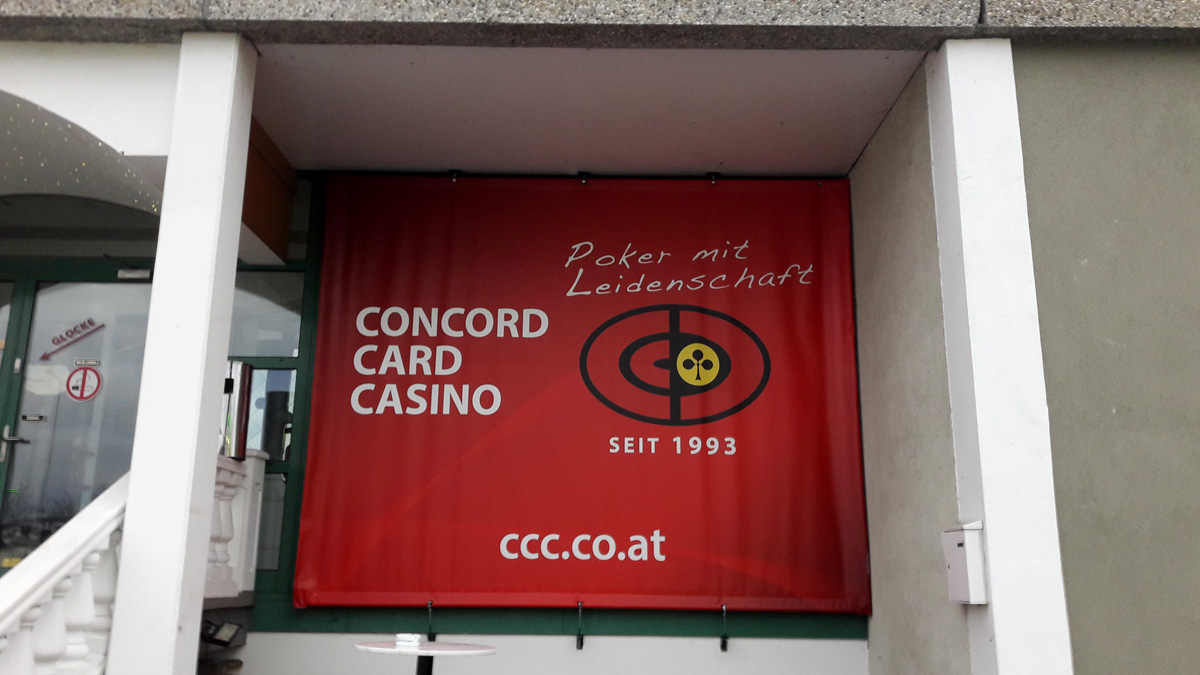 GLOCKE
Poker mit
Leidenschaft
CONCORD
CARD
CASINO
SEIT 1993
ccc.co.at